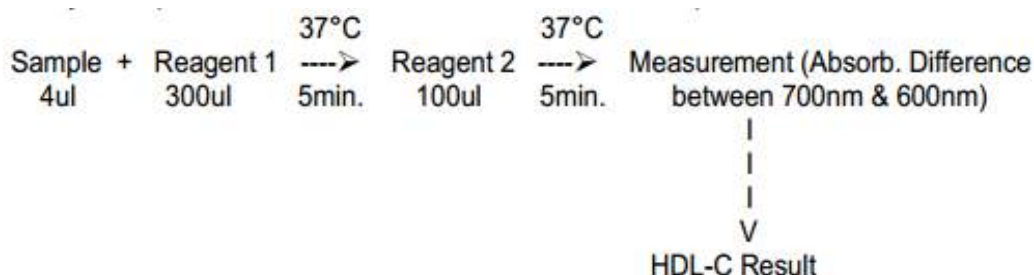 37°C 37°C
Sample + Reagent 1 ----➢ Reagent 2 ----➢ Measurement (Absorb. Difference
4ul 300ul 5min. 100ul 5min. between 700nm & 600nm)
V
HDL-C Result